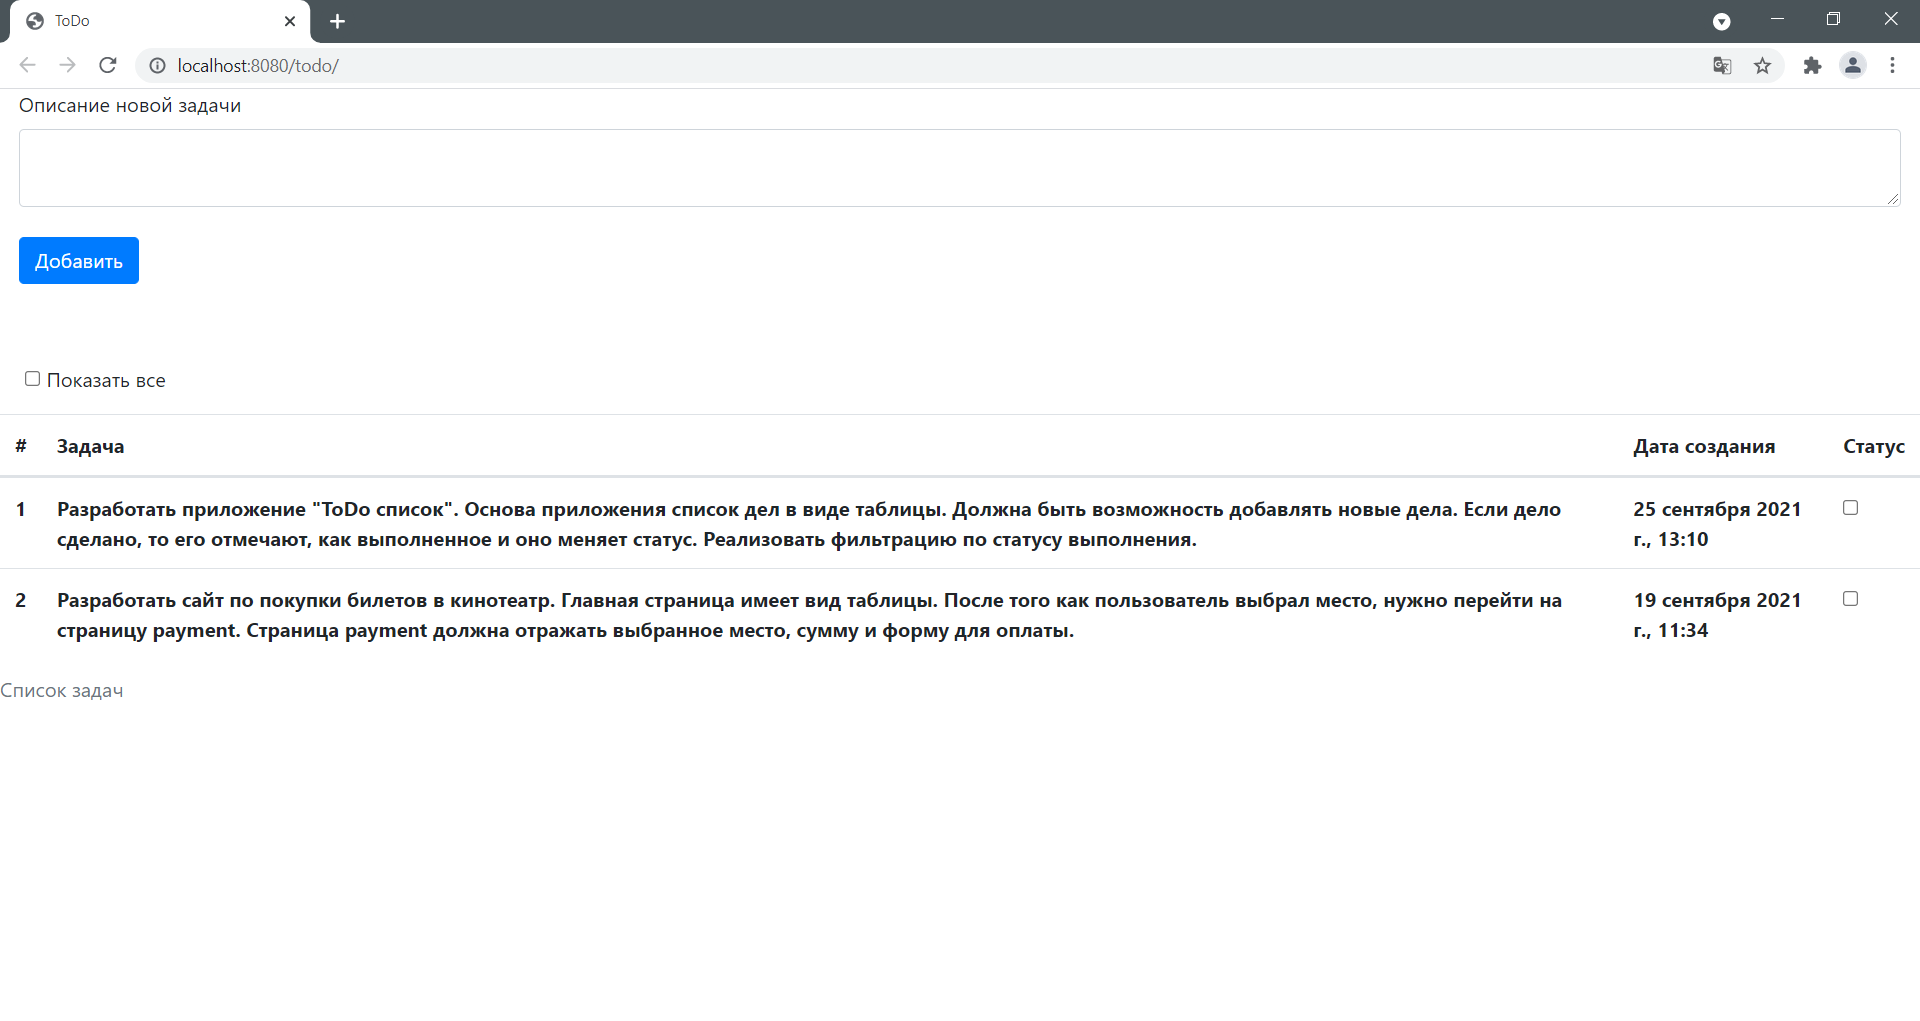 ToDo
localhost:8080/todo/
Описание новой задачи
Добавить
Показать все
# Задача Дата создания Статус
1 Разработать приложение "ToDo список". Основа приложения список дел в виде таблицы. Должна быть возможность добавлять новые дела. Если дело 25 сентября 2021
сделано, то его отмечают, как выполненное и оно меняет статус. Реализовать фильтрацию по статусу выполнения. г., 13:10
2 Разработать сайт по покупки билетов в кинотеатр. Главная страница имеет вид таблицы. После того как пользователь выбрал место, нужно перейти на 19 сентября 2021
страницу payment. Страница payment должна отражать выбранное место, сумму и форму для оплаты. г., 11:34
Список задач